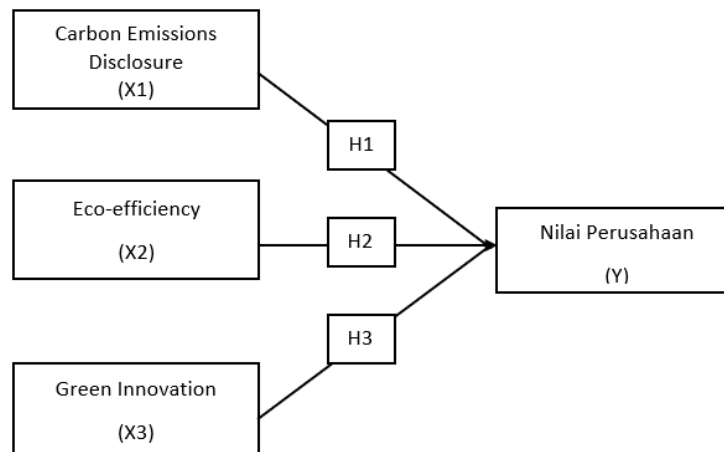 Carbon Emissions
Disclosure
(X1)
H1
Eco-efficiency
(X2)
H2
Nilai Perusahaan
(Y)
H3
Green Innovation
(X3)